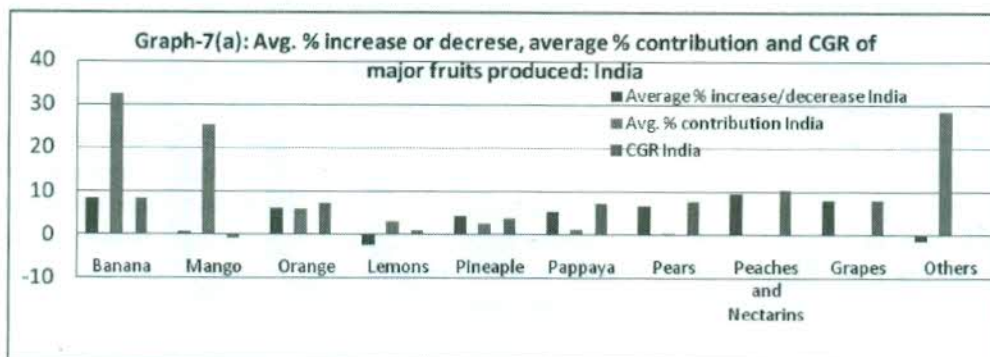 Graph-7(a): Avg. % increase or decrese, average % contribution and CGR of
major fruits produced: India
40
30
20
10
0
-10
Average % increase/decerease India
Avg. % contribution India
CGR India
Banana Mango Orange Lemons Pineaple Pappaya Pears Peaches Grapes Others
and
Nectarins